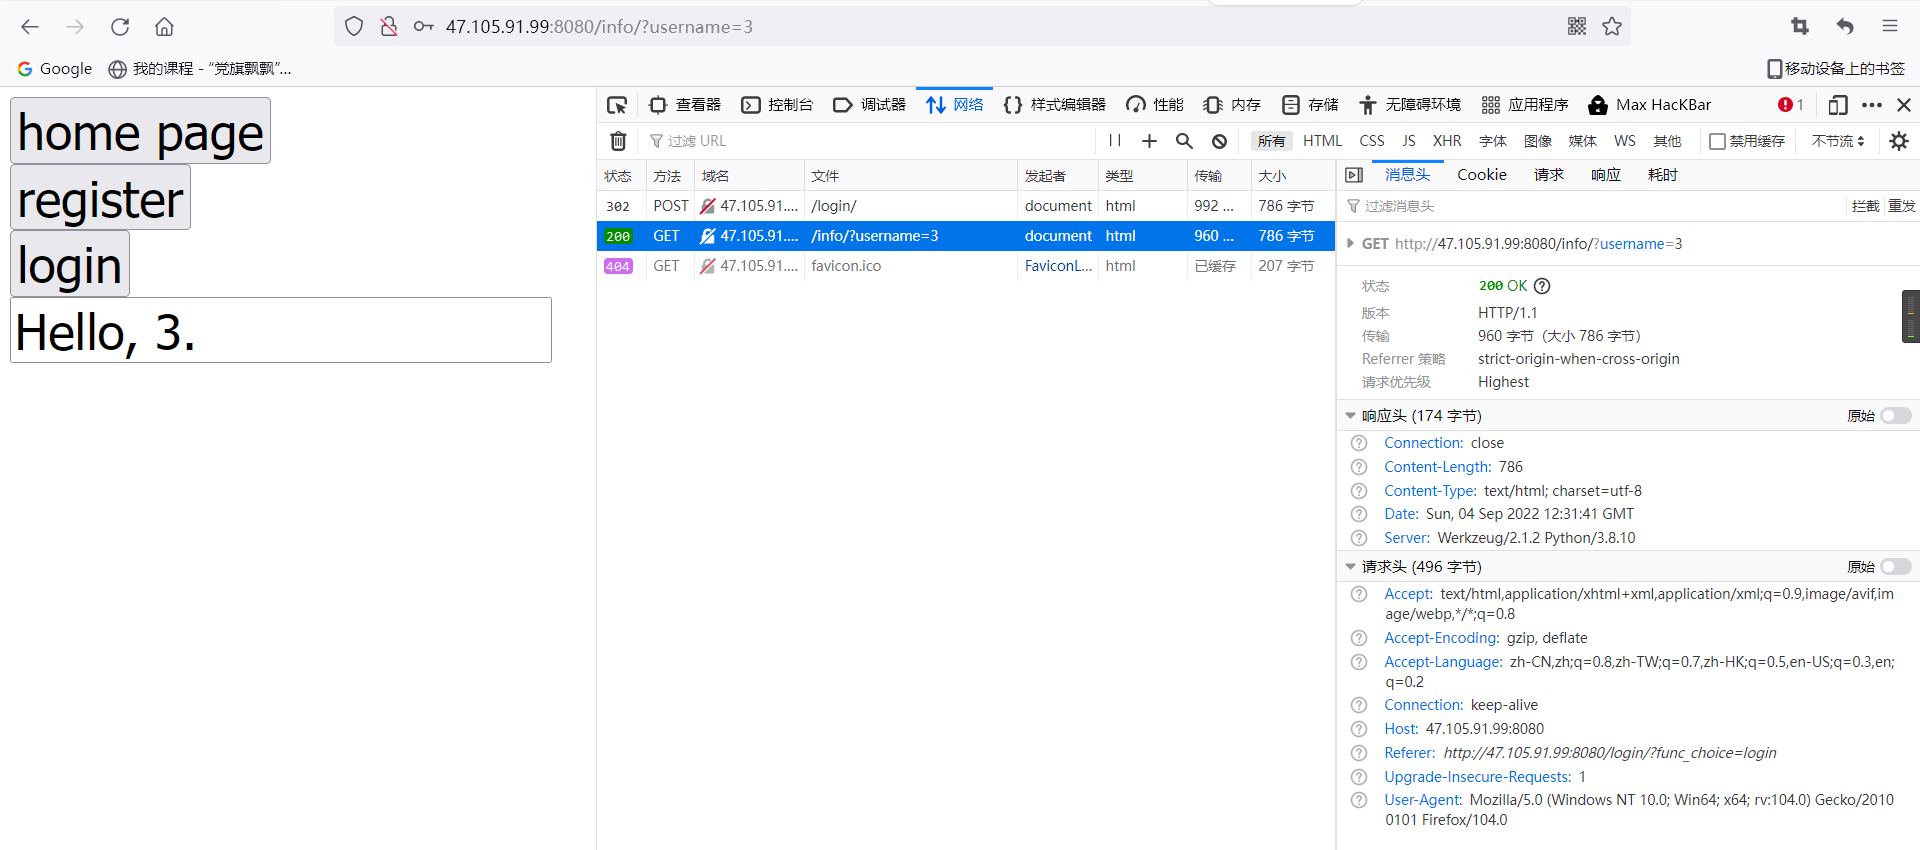 47.105.91.99:8080/info/?username=3
Google 我的课程 - “党旗飘飘”... 移动设备上的书签
home page
register
login
Hello, 3.
查看器 控制台 调试器 网络 样式编辑器 性能 内存 存储 无障碍环境 应用程序 Max HacKBar 1
过滤 URL 所有 HTML CSS JS XHR 字体 图像 媒体 WS 其他 禁用缓存 不节流
状态 方法 域名 文件 发起者 类型 传输 大小
302 POST 47.105.91.... /login/ document html 992 ... 786 字节
200 GET 47.105.91.... /info/?username=3 document html 960 ... 786 字节
404 GET 47.105.91.... favicon.ico FaviconL... html 已缓存 207 字节
消息头 Cookie 请求 响应 耗时
过滤消息头 拦截 重发
GET http://47.105.91.99:8080/info/?username=3
状态 200 OK
版本 HTTP/1.1
传输 960 字节 (大小 786 字节)
Referrer 策略 strict-origin-when-cross-origin
请求优先级 Highest
响应头 (174 字节) 原始
Connection: close
Content-Length: 786
Content-Type: text/html; charset=utf-8
Date: Sun, 04 Sep 2022 12:31:41 GMT
Server: Werkzeug/2.1.2 Python/3.8.10
请求头 (496 字节) 原始
Accept: text/html,application/xhtml+xml,application/xml;q=0.9,image/avif,im
age/webp,*/*;q=0.8
Accept-Encoding: gzip, deflate
Accept-Language: zh-CN,zh;q=0.8,zh-TW;q=0.7,zh-HK;q=0.5,en-US;q=0.3,en;
q=0.2
Connection: keep-alive
Host: 47.105.91.99:8080
Referer: http://47.105.91.99:8080/login/?func_choice=login
Upgrade-Insecure-Requests: 1
User-Agent: Mozilla/5.0 (Windows NT 10.0; Win64; x64; rv:104.0) Gecko/2010
0101 Firefox/104.0